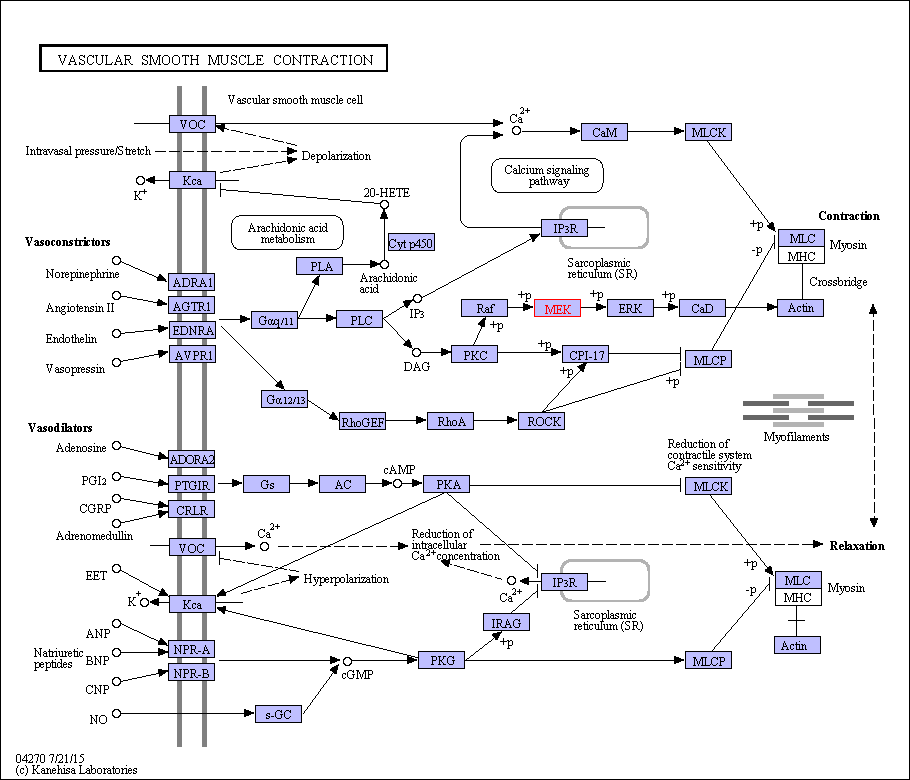 VASCULAR SMOOTH MUSCLE CONTRACTION
Vascular smooth muscle cell
VOC
Ca2+
CaM
MLCK
Intravasal pressure/Stretch
Depolarization
Kca
K+
Calcium signaling
pathway
20-HETE
Arachidonic acid
metabolism
Cyt p450
IP3R
+p
-p
Contraction
MLC
MHC
Myosin
Vasoconstrictors
Norepinephrine
ADRA1
PLA
Arachidonic
acid
Sarcoplasmic
reticulum (SR)
Crossbridge
Angiotensin II
AGTR1
IP3
+p
+p
+p
+p
Raf
MEK
ERK
CaD
Actin
Gαq/11
PLC
Endothelin
EDNRA
+p
+p
Vasopressin
AVPR1
DAG
PKC
CPI-17
MLCP
+p
+p
Gα12/13
Myofilaments
RhoGEF
RhoA
ROCK
Vasodilators
Adenosine
ADORA2
Reduction of
contractile system
Ca2+ sensitivity
PGI2
PTGIR
Gs
AC
cAMP
PKA
MLCK
CGRP
CRLR
Adrenomedullin
VOC
Ca2+
Reduction of
intracellular
Ca2+ concentration
Relaxation
EET
Hyperpolarization
IP3R
+p
-p
MLC
MHC
Myosin
K+
Kca
Ca2+
Sarcoplasmic
reticulum (SR)
IRAG
+p
ANP
Natriuretic
peptides
BNP
NPR-A
cGMP
PKG
MLCP
Actin
CNP
NPR-B
NO
s-GC
04270 7/21/15
(c) Kanehisa Laboratories